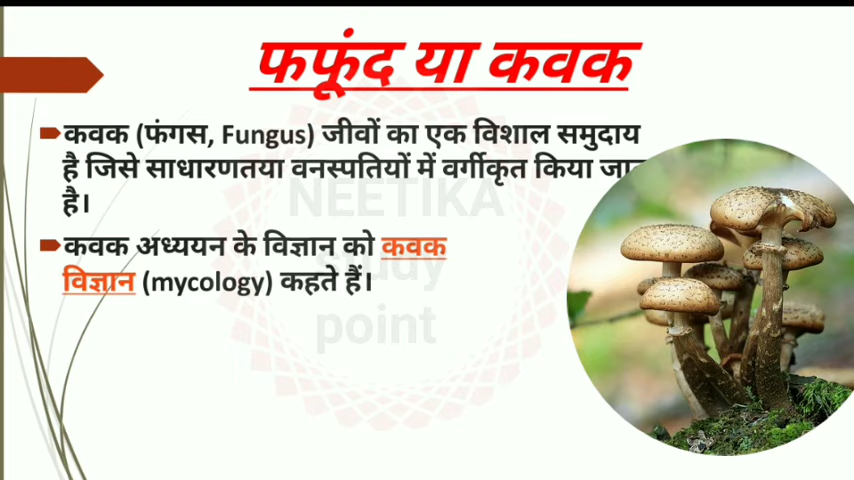 फफूंद या कवक
कवक (फंगस, Fungus) जीवों का एक विशाल समुदाय
है जिसे साधारणतया वनस्पतियों में वर्गीकृत किया
है।
कवक अध्ययन के विज्ञान को कवक
विज्ञान (mycology) कहते हैं।
NEETIKA
study
point